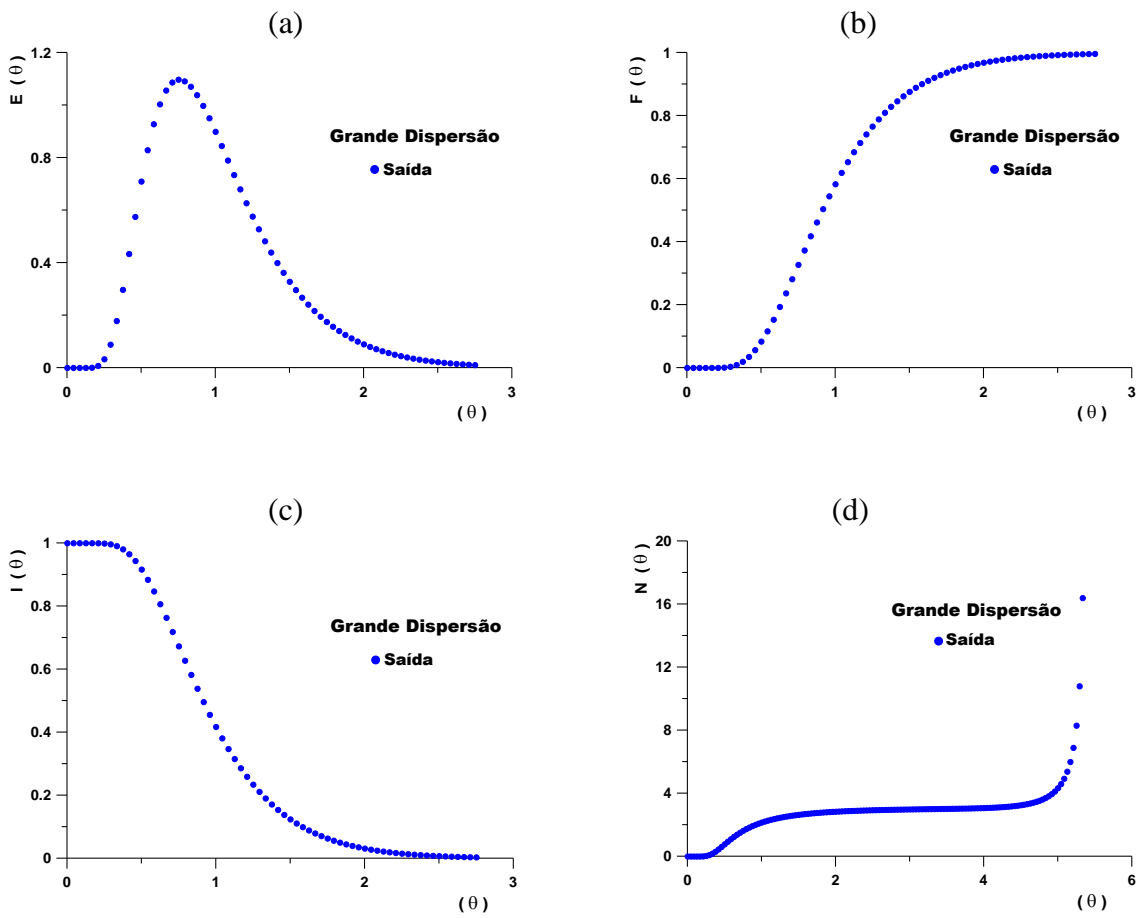 (a)
E (θ)
1.2
0.8
0.4
0
Grande Dispersão
Saída
0 1 2 3
(θ)
(b)
F (θ)
1
0.8
0.6
0.4
0.2
0
Grande Dispersão
Saída
0 1 2 3
(θ)
(c)
I (θ)
1
0.8
0.6
0.4
0.2
0
Grande Dispersão
Saída
0 1 2 3
(θ)
(d)
N (θ)
20
16
12
8
4
0
Grande Dispersão
Saída
0 2 4 6
(θ)